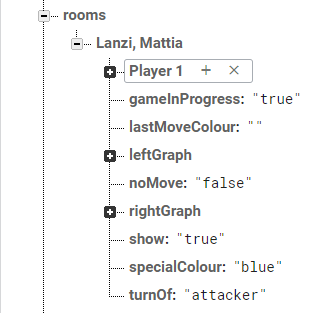 rooms
Lanzi, Mattia
Player 1
gameInProgress: "true"
lastMoveColour: ""
leftGraph
noMove: "false"
rightGraph
show: "true"
specialColour: "blue"
turnOf: "attacker"